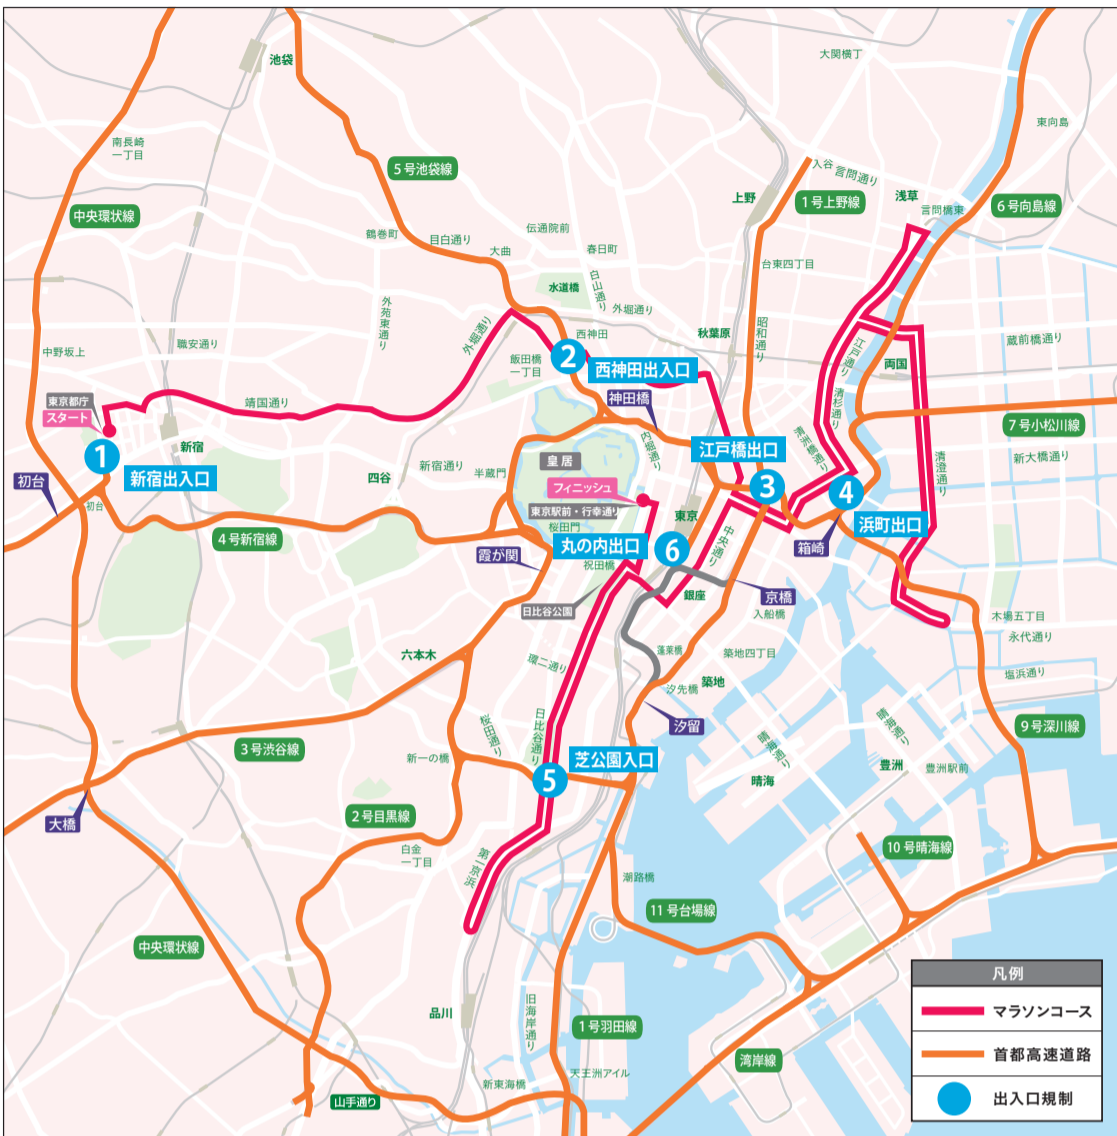 池袋
大関横丁
東向島
南長崎
一丁目
5号池袋線
入谷
言問通り
浅草
上野
1号上野線
言問橋東
6号向島線
中央環状線
鶴巻町
目白通り
大曲
伝通院前
春日町
台東四丁目
水道橋
白山通り
外堀通り
外苑東通り
外堀通り
西神田
秋葉原
昭和通り
江戸通り
蔵前橋通り
中野坂上
職安通り
飯田橋
一丁目
2
西神田出入口
両国
東京都庁
スタート
靖国通り
神田橋
清杉通り
7号小松川線
新宿
1
新宿出入口
内堀通り
江戸橋出口
清洲橋通り
新大橋通り
清澄通り
初台
初台
四谷
新宿通り
半蔵門
皇居
フィニッシュ
東京駅前・行幸通り
東京
3
4
浜町出口
4号新宿線
桜田門
丸の内出口
6
中央通り
箱崎
霞が関
祝田橋
日比谷公園
銀座
京橋
入船橋
木場五丁目
永代通り
六本木
環二通り
蓬莱橋
築地四丁目
塩浜通り
汐先橋
築地
汐留
3号渋谷線
桜田通り
日比谷通り
新一の橋
芝公園入口
5
晴海通り
晴海通り
晴海
豊洲
豊洲駅前
9号深川線
大橋
2号目黒線
白金
一丁目
第一京浜
潮路橋
10号晴海線
11号台場線
中央環状線
品川
旧海岸通り
1号羽田線
天王洲アイル
新東海橋
山手通り
湾岸線
凡例
マラソンコース
首都高速道路
出入口規制